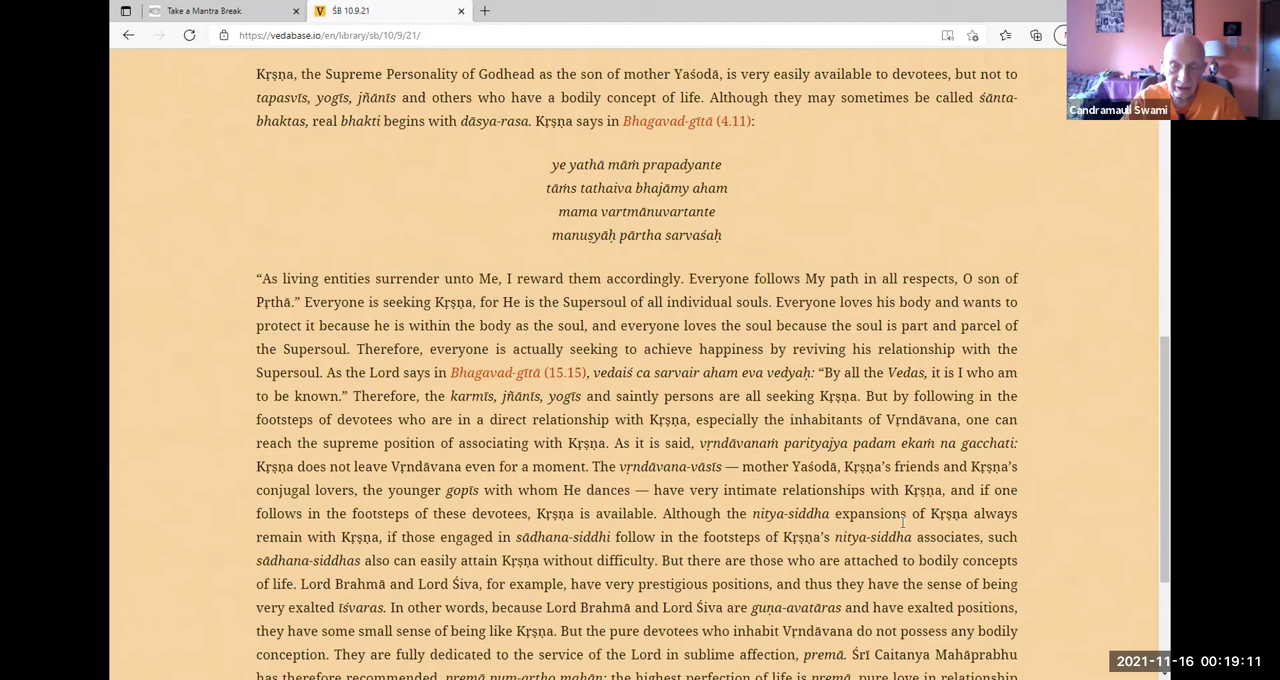 Take a Mantra Break
ŚB 10.9.21
https://vedabase.io/en/library/sb/10/9/21/
Kṛṣṇa, the Supreme Personality of Godhead as the son of mother Yaśodā, is very easily available to devotees, but not to
tapasvīs, yogīs, jñānīs and others who have a bodily concept of life. Although they may sometimes be called śānta-
bhaktas, real bhakti begins with dāsya-rasa. Kṛṣṇa says in Bhagavad-gītā (4.11):
ye yathā māṁ prapadyante
tāṁs tathaiva bhajāmy aham
mama vartmānuvartante
manuṣyāḥ pārtha sarvaśaḥ
“As living entities surrender unto Me, I reward them accordingly. Everyone follows My path in all respects, O son of
Pṛthā.” Everyone is seeking Kṛṣṇa, for He is the Supersoul of all individual souls. Everyone loves his body and wants to
protect it because he is within the body as the soul, and everyone loves the soul because the soul is part and parcel of
the Supersoul. Therefore, everyone is actually seeking to achieve happiness by reviving his relationship with the
Supersoul. As the Lord says in Bhagavad-gītā (15.15), vedaiś ca sarvair aham eva vedyaḥ: “By all the Vedas, it is I who am
to be known.” Therefore, the karmīs, jñānīs, yogīs and saintly persons are all seeking Kṛṣṇa. But by following in the
footsteps of devotees who are in a direct relationship with Kṛṣṇa, especially the inhabitants of Vṛndāvana, one can
reach the supreme position of associating with Kṛṣṇa. As it is said, vṛndāvanaṁ parityajya padam ekaṁ na gacchati:
Kṛṣṇa does not leave Vṛndāvana even for a moment. The vṛndāvana-vāsīs — mother Yaśodā, Kṛṣṇa’s friends and Kṛṣṇa’s
conjugal lovers, the younger gopīs with whom He dances — have very intimate relationships with Kṛṣṇa, and if one
follows in the footsteps of these devotees, Kṛṣṇa is available. Although the nitya-siddha expansions of Kṛṣṇa always
remain with Kṛṣṇa, if those engaged in sādhana-siddhi follow in the footsteps of Kṛṣṇa’s nitya-siddha associates, such
sādhana-siddhas also can easily attain Kṛṣṇa without difficulty. But there are those who are attached to bodily concepts
of life. Lord Brahmā and Lord Śiva, for example, have very prestigious positions, and thus they have the sense of being
very exalted īśvaras. In other words, because Lord Brahmā and Lord Śiva are guṇa-avatāras and have exalted positions,
they have some small sense of being like Kṛṣṇa. But the pure devotees who inhabit Vṛndāvana do not possess any bodily
conception. They are fully dedicated to the service of the Lord in sublime affection, premā. Śrī Caitanya Mahāprabhu
has therefore recommended, premā pum-artho mahān: the highest perfection of life is premā, pure love in relationship
Candramauli Swami
2021-11-16 00:19:11